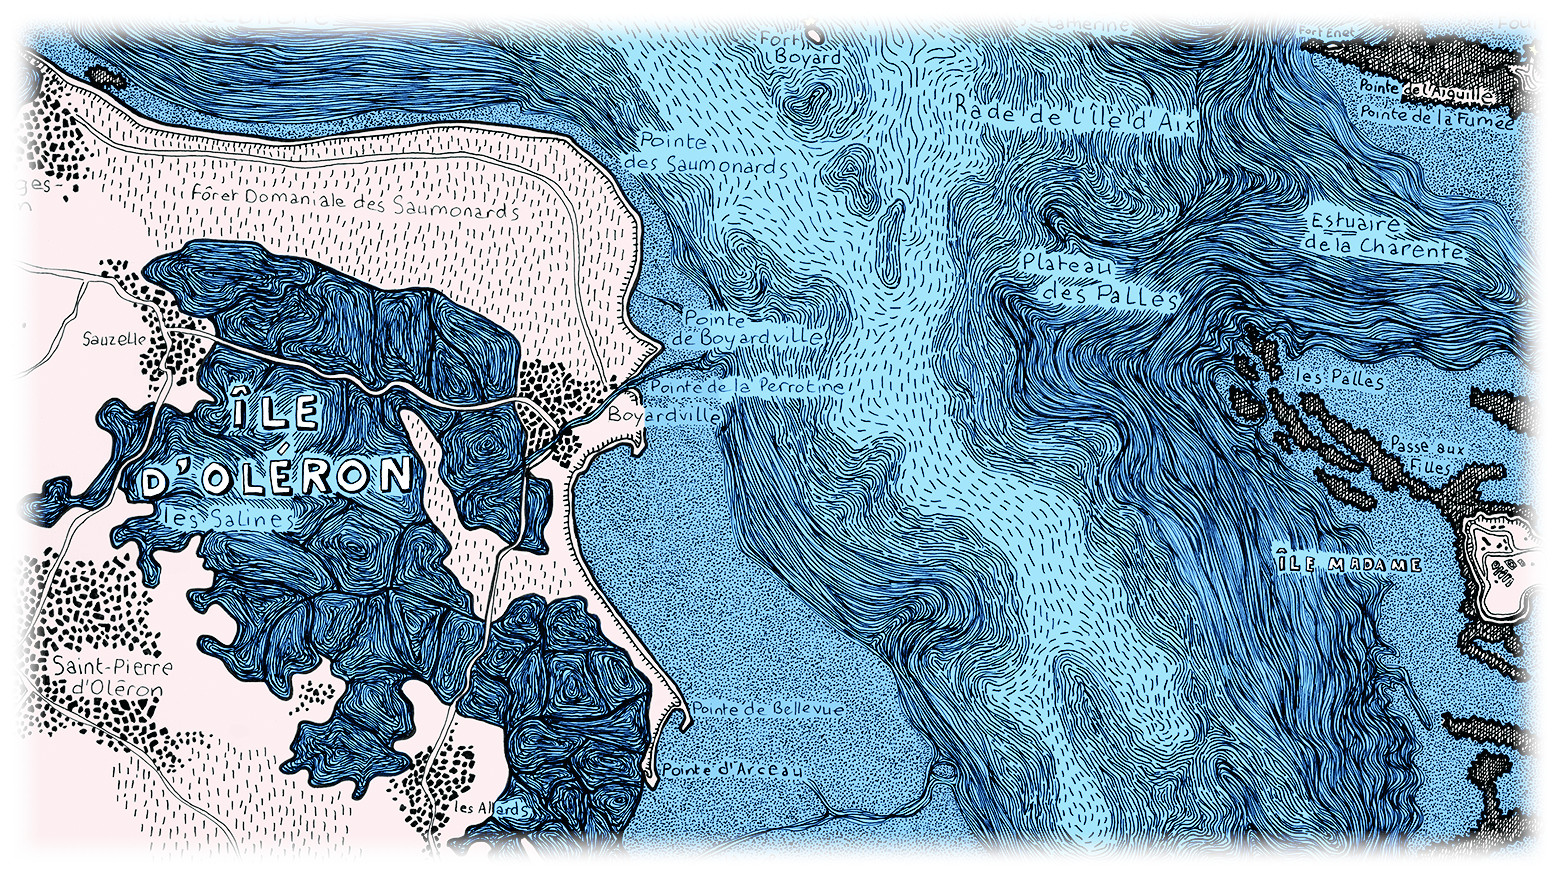 Fort
Boyard
Fort Enet
Pointe de l'Aiguille
Pointe de la Fumée
Rade de l'Île d'Aix
Pointe
des Saumonards
Fôret Domaniale des Saumonards
Estuaire
de la Charente
Plateau
des Palles
Pointe
de Boyardville
Sauzelle
Pointe de la Perrotine
Boyardville
les Palles
ÎLE
D'OLÉRON
les Salines
Passe aux
Filles
ÎLE MADAME
Saint-Pierre
d'Oléron
Pointe de Bellevue
Pointe d'Arceau
les Allards